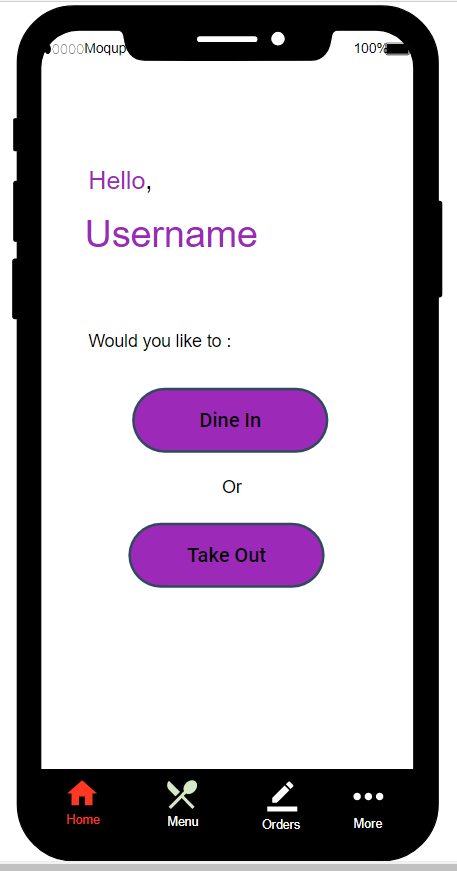 Moqup
100%
Hello,
Username
Would you like to :
Dine In
Or
Take Out
Home
Menu
Orders
More